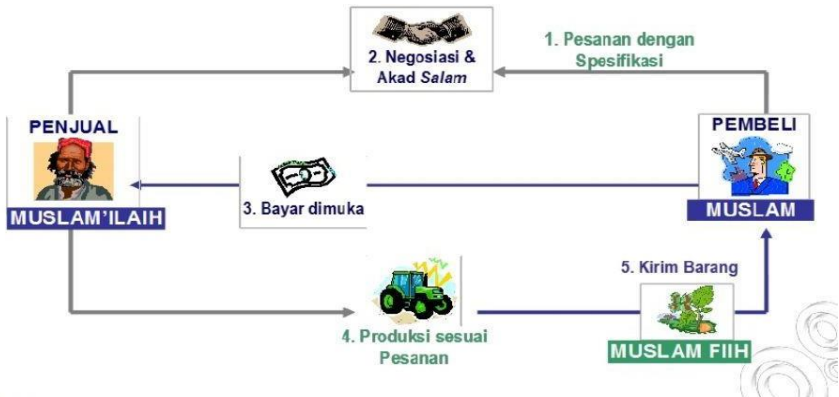 2. Negosiasi &
Akad Salam
1. Pesanan dengan
Spesifikasi
PENJUAL
MUSLAM'ILAIH
PEMBELI
MUSLAM
3. Bayar dimuka
5. Kirim Barang
4. Produksi sesuai
Pesanan
MUSLAM FIIH